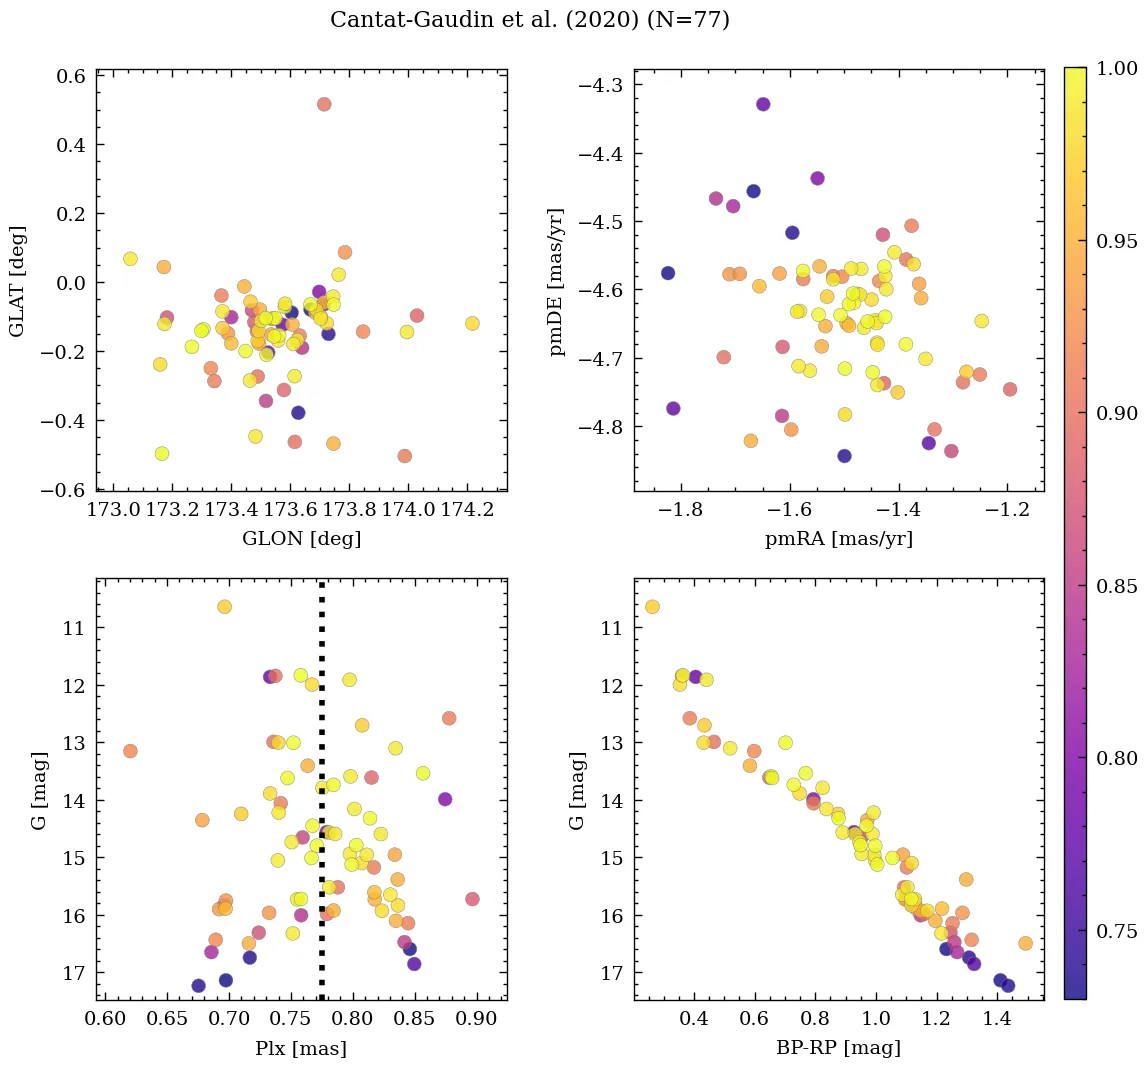 Cantat-Gaudin et al. (2020) (N=77)
0.6
0.4
0.2
0.0
−0.2
−0.4
−0.6
GLAT [deg]
173.0 173.2 173.4 173.6 173.8 174.0 174.2
GLON [deg]
−4.3
−4.4
−4.5
−4.6
−4.7
−4.8
pmDE [mas/yr]
−1.8 −1.6 −1.4 −1.2
pmRA [mas/yr]
11
12
13
14
15
16
17
G [mag]
0.60 0.65 0.70 0.75 0.80 0.85 0.90
Plx [mas]
11
12
13
14
15
16
17
G [mag]
0.4 0.6 0.8 1.0 1.2 1.4
BP-RP [mag]
1.00
0.95
0.90
0.85
0.80
0.75